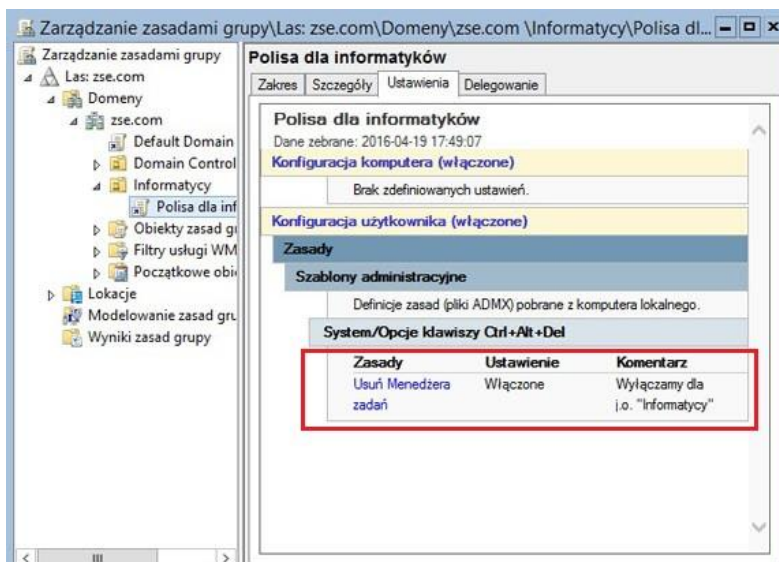 Zarządzanie zasadami grupy\Las: zse.com\Domeny\zse.com \Informatycy\Polisa dl...
Zarządzanie zasadami grupy
Las: zse.com
Domeny
zse.com
Default Domain
Domain Control
Informatycy
Polisa dla inf
Obiekty zasad gr
Filtry usługi WM
Początkowe obi
Lokacje
Modelowanie zasad gru
Wyniki zasad grupy
Polisa dla informatyków
Zakres Szczegóły Ustawienia Delegowanie
Polisa dla informatyków
Dane zebrane: 2016-04-19 17:49:07
Konfiguracja komputera (włączone)
Brak zdefiniowanych ustawień.
Konfiguracja użytkownika (włączone)
Zasady
Szablony administracyjne
Definicje zasad (pliki ADMX) pobrane z komputera lokalnego.
System/Opcje klawiszy Ctrl+Alt+Del
Zasady Ustawienie Komentarz
Usuń Menedżera Włączone Wyłączamy dla
zadań j.o. "Informatycy"